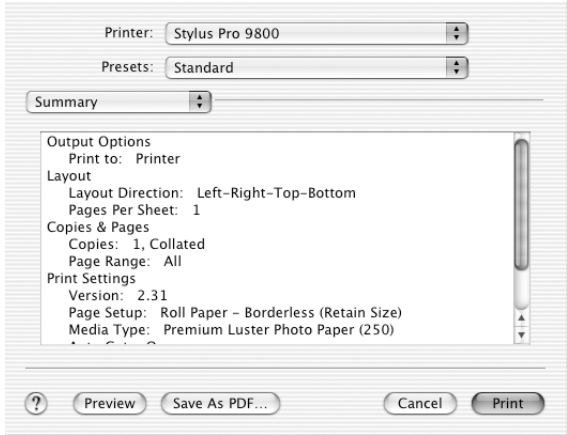 Printer: Stylus Pro 9800
Presets: Standard
Summary
Output Options
Print to: Printer
Layout
Layout Direction: Left-Right-Top-Bottom
Pages Per Sheet: 1
Copies & Pages
Copies: 1, Collated
Page Range: All
Print Settings
Version: 2.31
Page Setup: Roll Paper - Borderless (Retain Size)
Media Type: Premium Luster Photo Paper (250)
? Preview Save As PDF... Cancel Print